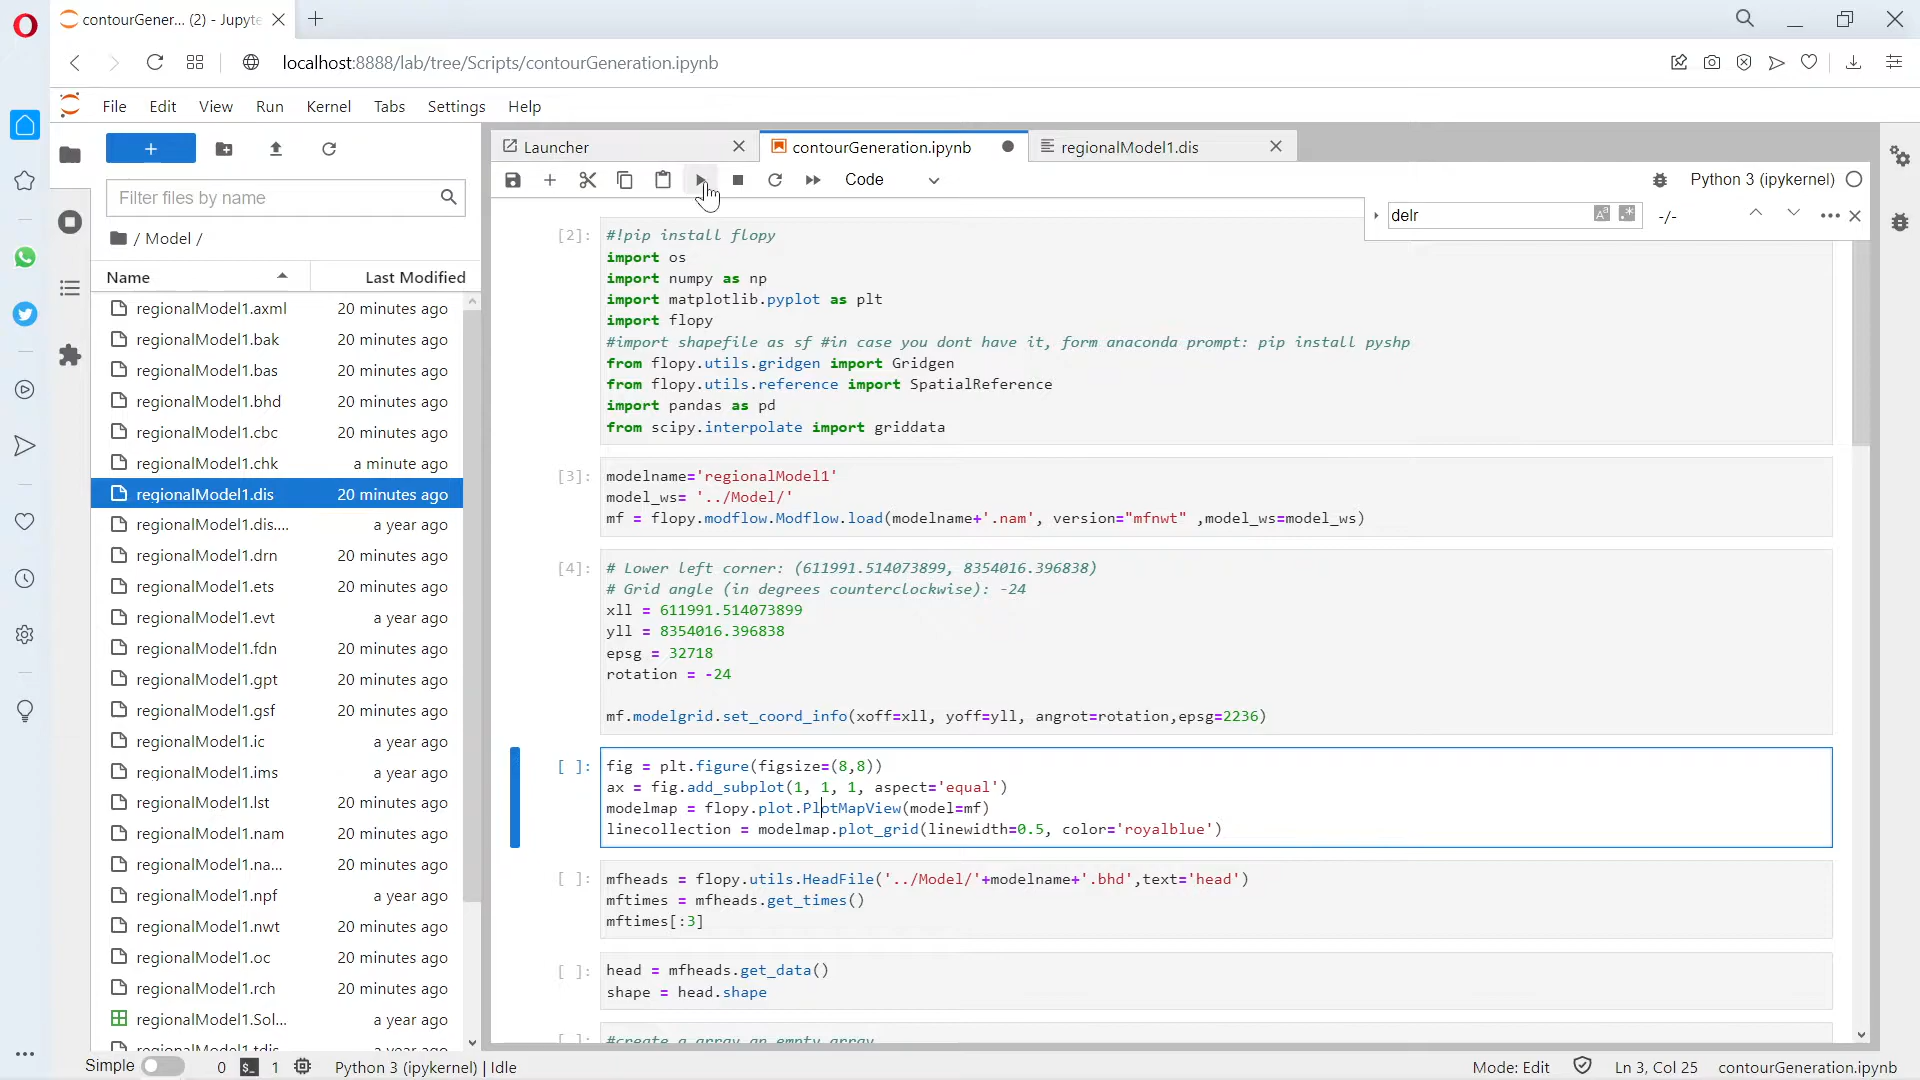 contourGener... (2) - Jupyte
localhost:8888/lab/tree/Scripts/contourGeneration.ipynb
File Edit View Run Kernel Tabs Settings Help
Launcher
contourGeneration.ipynb
regionalModel1.dis
Code
Python 3 (ipykernel)
Filter files by name
/ Model /
Name Last Modified
regionalModel1.axml 20 minutes ago
regionalModel1.bak 20 minutes ago
regionalModel1.bas 20 minutes ago
regionalModel1.bhd 20 minutes ago
regionalModel1.cbc 20 minutes ago
regionalModel1.chk a minute ago
regionalModel1.dis 20 minutes ago
regionalModel1.dis.... a year ago
regionalModel1.drn 20 minutes ago
regionalModel1.ets 20 minutes ago
regionalModel1.evt a year ago
regionalModel1.fdn 20 minutes ago
regionalModel1.gpt 20 minutes ago
regionalModel1.gsf 20 minutes ago
regionalModel1.ic a year ago
regionalModel1.ims a year ago
regionalModel1.lst 20 minutes ago
regionalModel1.nam 20 minutes ago
regionalModel1.na... 20 minutes ago
regionalModel1.npf a year ago
regionalModel1.nwt 20 minutes ago
regionalModel1.oc 20 minutes ago
regionalModel1.rch 20 minutes ago
regionalModel1.Sol... a year ago
regionalModel1.tdis a year ago
delr -/-
[2]: #!pip install flopy
import os
import numpy as np
import matplotlib.pyplot as plt
import flopy
#import shapefile as sf #in case you dont have it, form anaconda prompt: pip install pyshp
from flopy.utils.gridgen import Gridgen
from flopy.utils.reference import SpatialReference
import pandas as pd
from scipy.interpolate import griddata
[3]: modelname='regionalModel1'
model_ws= '../Model/'
mf = flopy.modflow.Modflow.load(modelname+'.nam', version="mfnwt" ,model_ws=model_ws)
[4]: # Lower left corner: (611991.514073899, 8354016.396838)
# Grid angle (in degrees counterclockwise): -24
xll = 611991.514073899
yll = 8354016.396838
epsg = 32718
rotation = -24
mf.modelgrid.set_coord_info(xoff=xll, yoff=yll, angrot=rotation,epsg=2236)
[ ]: fig = plt.figure(figsize=(8,8))
ax = fig.add_subplot(1, 1, 1, aspect='equal')
modelmap = flopy.plot.PlotMapView(model=mf)
linecollection = modelmap.plot_grid(linewidth=0.5, color='royalblue')
[ ]: mfheads = flopy.utils.HeadFile('../Model/'+modelname+'.bhd',text='head')
mftimes = mfheads.get_times()
mftimes[:3]
[ ]: head = mfheads.get_data()
shape = head.shape
[ ]: #create a array an empty array
Simple 0 1 Python 3 (ipykernel) | Idle Mode: Edit Ln 3, Col 25 contourGeneration.ipynb